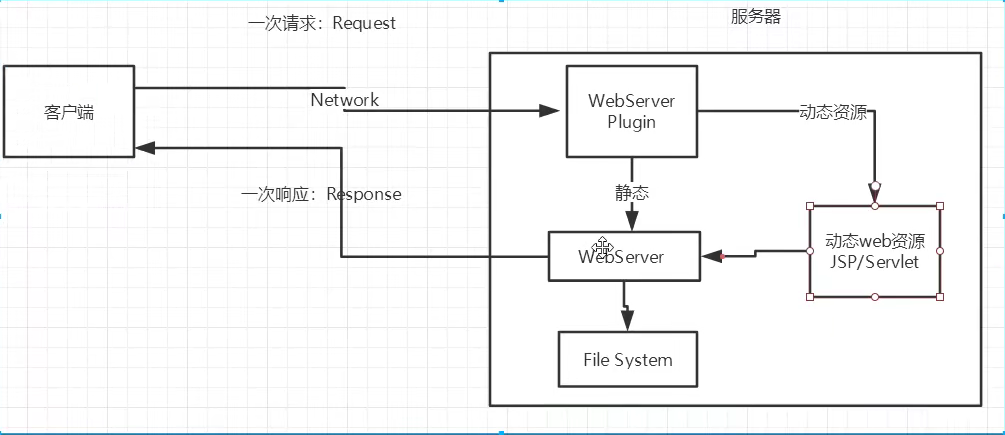 一次请求：Request
服务器
客户端
Network
WebServer
Plugin
动态资源
一次响应：Response
静态
动态web资源
JSP/Servlet
WebServer
File System